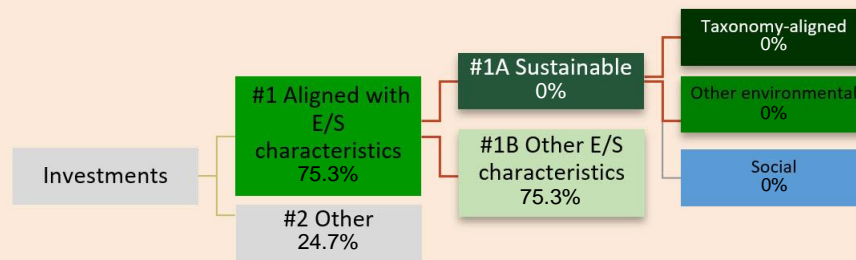 Investments
#1 Aligned with
E/S
characteristics
75.3%
#2 Other
24.7%
#1A Sustainable
0%
#1B Other E/S
characteristics
75.3%
Taxonomy-aligned
0%
Other environmental
0%
Social
0%